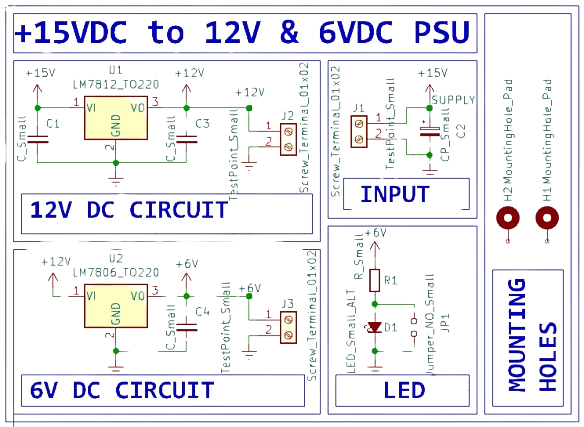 +15VDC to 12V & 6VDC PSU
+15V
U1
LM7812_TO220
+12V
+12V
1
VI
VO
3
GND
2
C1
C_Small
C3
C_Small
TestPoint_Small
J2
1
2
Screw_Terminal_01x02
12V DC CIRCUIT
+15V
SUPPLY
J1
1
2
Screw_Terminal_01x02
TestPoint_Small
CP_Small
C2
INPUT
H2 MountingHole_Pad
H1 MountingHole_Pad
MOUNTING
HOLES
+12V
U2
LM7806_TO220
+6V
+6V
1
VI
VO
3
GND
2
C4
C_Small
TestPoint_Small
J3
1
2
Screw_Terminal_01x02
6V DC CIRCUIT
+6V
R_Small
R1
LED_Small_ALT
D1
Jumper_NO_Small
JP1
LED